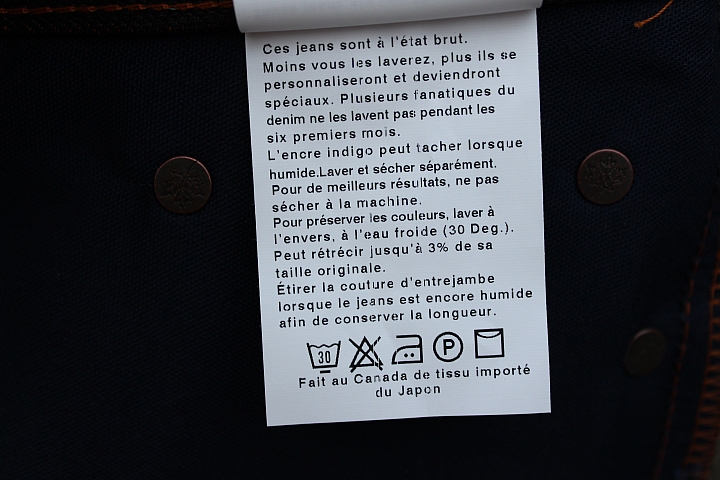 Ces jeans sont à l'état brut.
Moins vous les laverez, plus ils se
personnaliseront et deviendront
spéciaux. Plusieurs fanatiques du
denim ne les lavent pas pendant les
six premiers mois.
L'encre indigo peut tacher lorsque
humide.Laver et sécher séparément.
Pour de meilleurs résultats, ne pas
sécher à la machine.
Pour préserver les couleurs, laver à
l'envers, à l'eau froide (30 Deg.).
Peut rétrécir jusqu'à 3% de sa
taille originale.
Étirer la couture d'entrejambe
lorsque le jeans est encore humide
afin de conserver la longueur.
30 P
Fait au Canada de tissu importé
du Japon